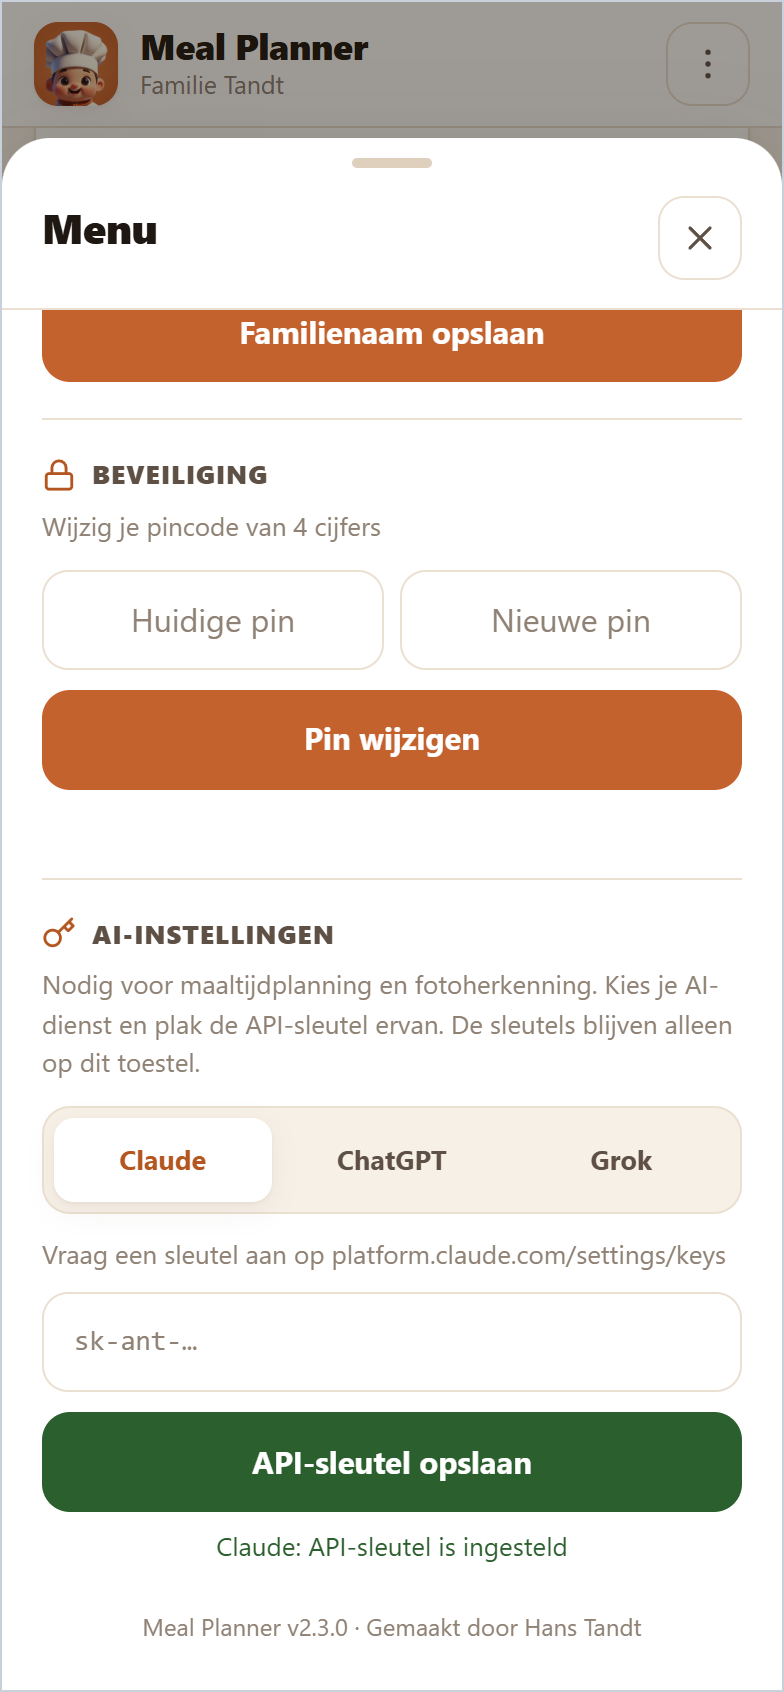 Meal Planner
Familie Tandt
Menu
Familienaam opslaan
BEVEILIGING
Wijzig je pincode van 4 cijfers
Huidige pin
Nieuwe pin
Pin wijzigen
AI-INSTELLINGEN
Nodig voor maaltijdplanning en fotoherkenning. Kies je AI-
dienst en plak de API-sleutel ervan. De sleutels blijven alleen
op dit toestel.
Claude
ChatGPT
Grok
Vraag een sleutel aan op platform.claude.com/settings/keys
sk-ant-…
API-sleutel opslaan
Claude: API-sleutel is ingesteld
Meal Planner v2.3.0 · Gemaakt door Hans Tandt